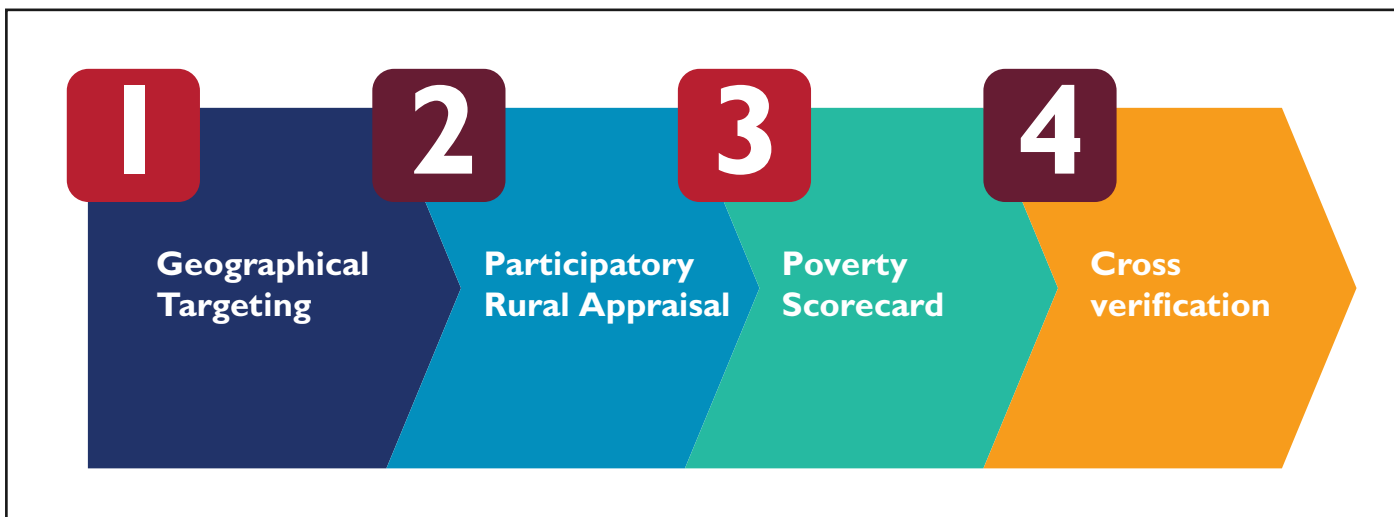 1
Geographical
Targeting
2
Participatory
Rural Appraisal
3
Poverty
Scorecard
4
Cross
verification